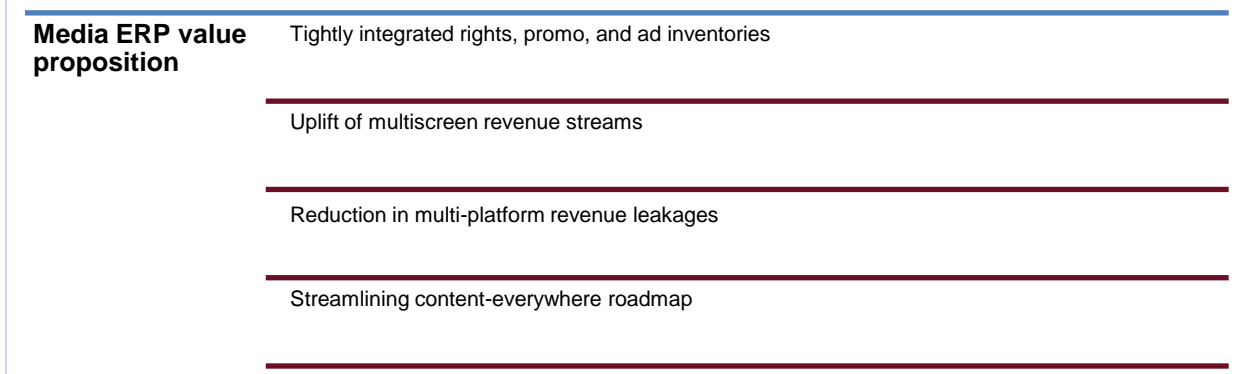 Media ERP value
proposition
Tightly integrated rights, promo, and ad inventories
Uplift of multiscreen revenue streams
Reduction in multi-platform revenue leakages
Streamlining content-everywhere roadmap